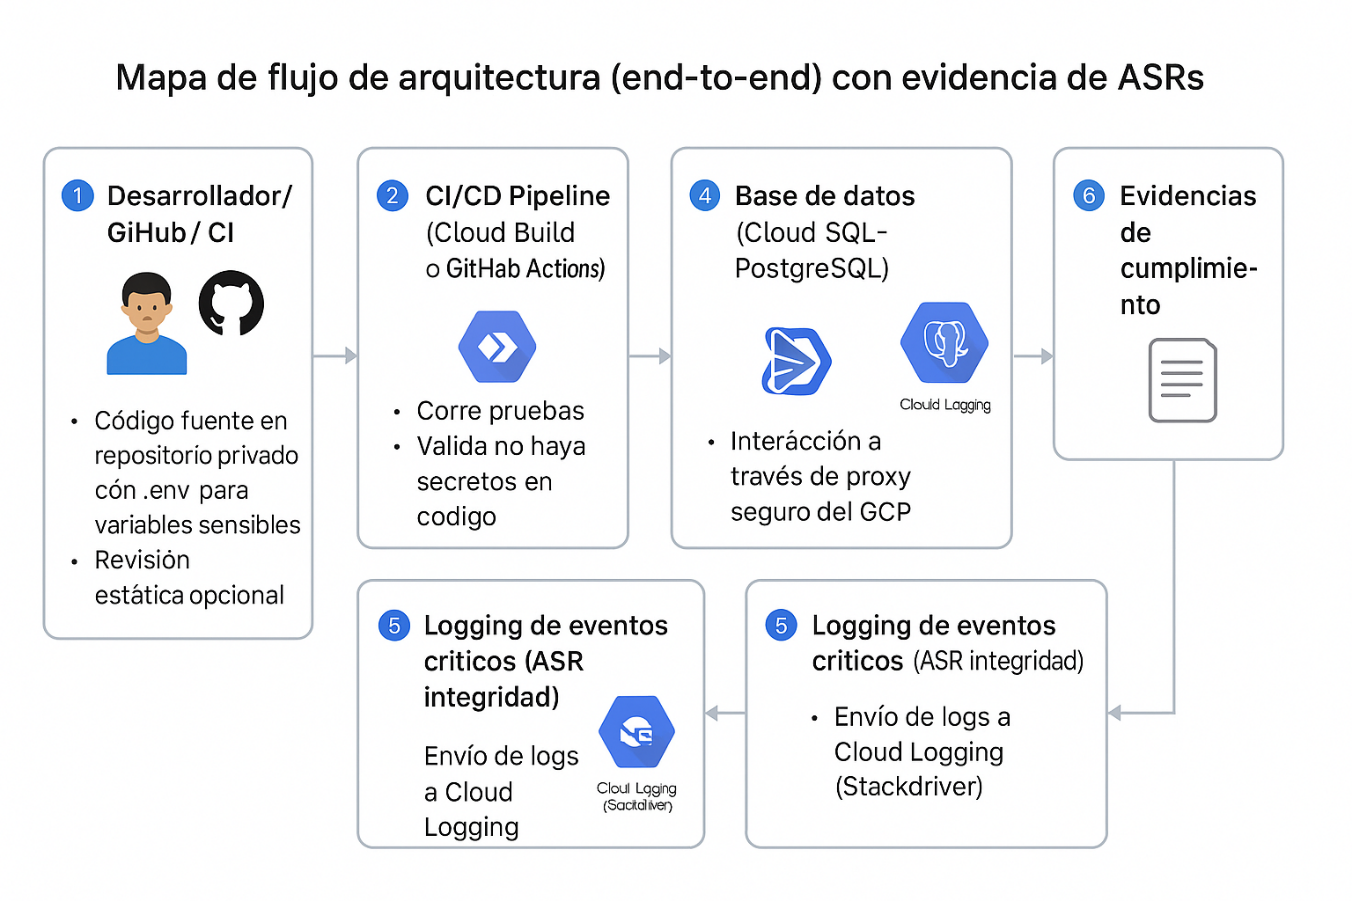 Mapa de flujo de arquitectura (end-to-end) con evidencia de ASRs
1 Desarrollador/
GiHub / CI
• Código fuente en
repositorío privado
cón .env para
variables sensibles
• Revisión
estática opcional
2 CI/CD Pipeline
(Cloud Build
o GitHab Actions)
• Corre pruebas
• Valida no haya
secretos en
codigo
4 Base de datos
(Cloud SQL–
PostgreSQL)
Clouid Lagging
• Interácción a
través de proxy
seguro del GCP
6 Evidencias
de
cumplimie-
nto
5 Logging de eventos
criticos (ASR
integridad)
Envío de logs
a Cloud
Logging
Cloul Lqging
5 Logging de eventos
criticos (ASR integridad)
• Envío de logs a
Cloud Logging
(Stackdriver)